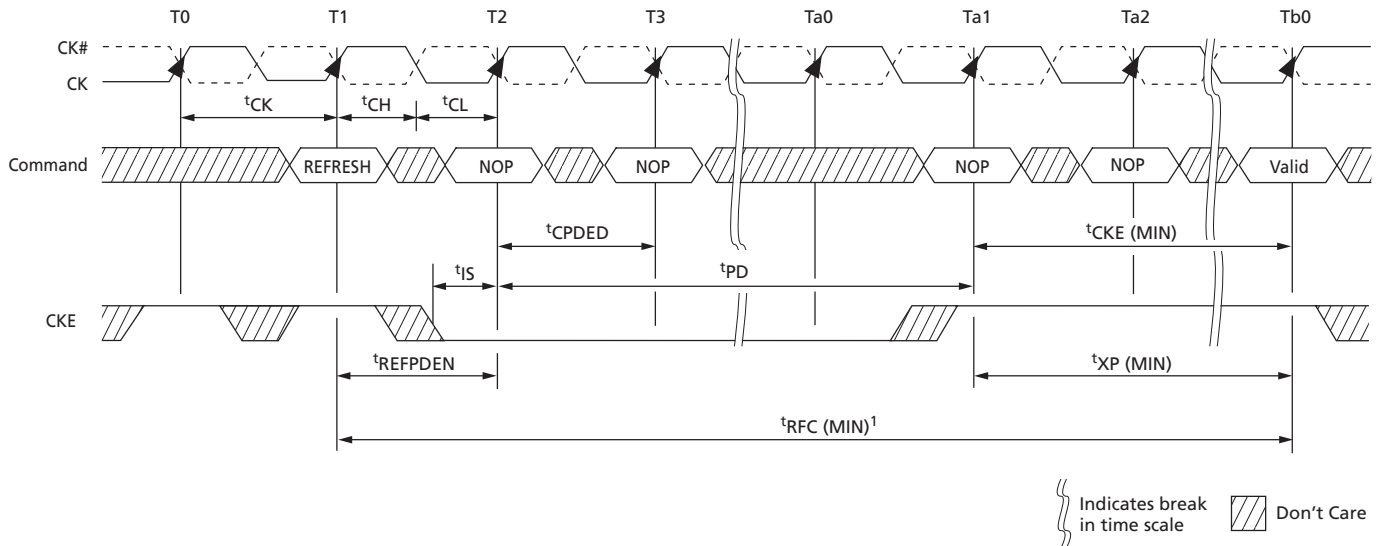 T0 T1 T2 T3 Ta0 Ta1 Ta2 Tb0
CK#
CK
tCK tCH tCL
Command REFRESH NOP NOP NOP NOP Valid
tCPDED tCKE (MIN)
tIS tPD
CKE
tREFPDEN tXP (MIN)
tRFC (MIN)1
Indicates break
in time scale
Don't Care